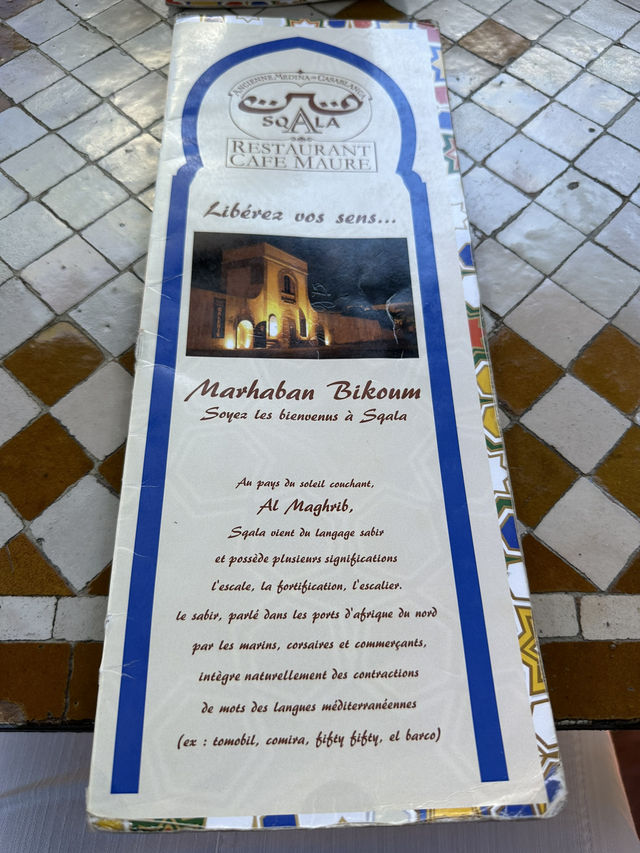 ANCIENNE MEDINA DE CASABLANCA
SQALA
RESTAURANT
CAFE MAURE
Libérez vos sens...
Marhaban Bikoum
Soyez les bienvenus à Sqala
Au pays du soleil couchant,
Al Maghrib,
Sqala vient du langage sabir
et possède plusieurs significations
l'escale, la fortification, l'escalier.
le sabir, parlé dans les ports d'afrique du nord
par les marins, corsaires et commerçants,
intègre naturellement des contractions
de mots des langues méditerranéennes
(ex : tomobil, comira, fifty fifty, el barco)